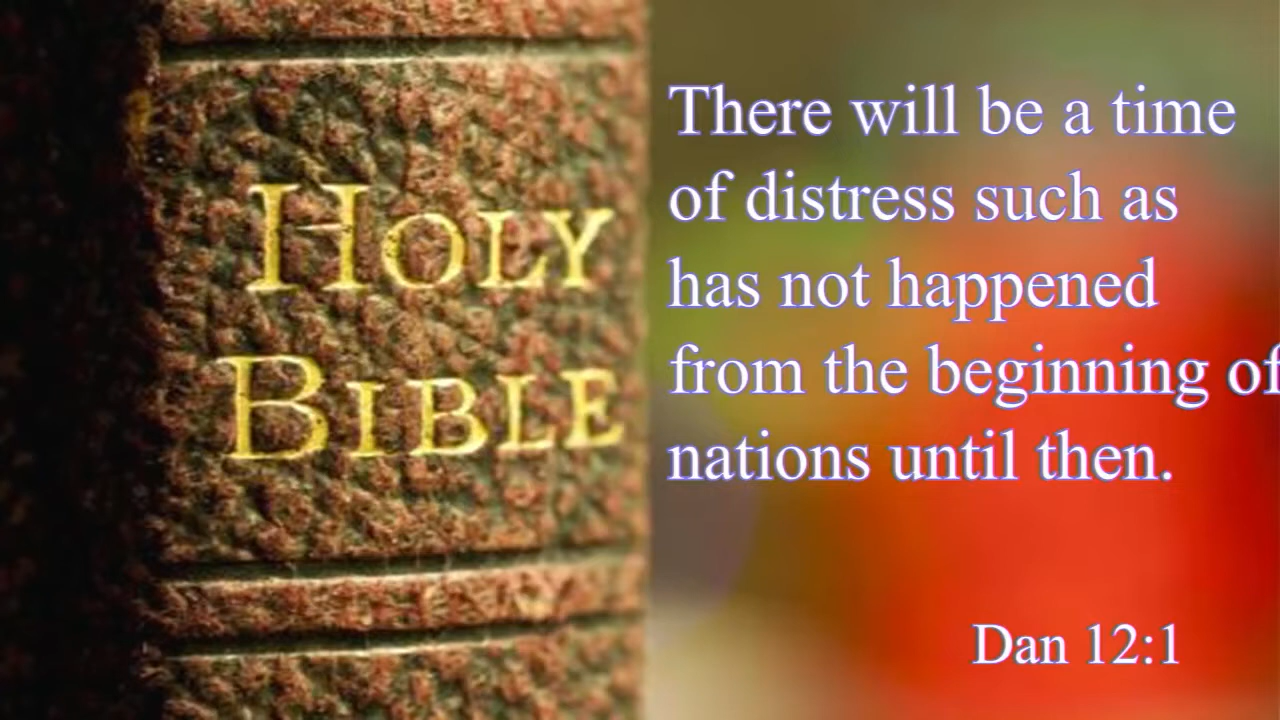 HOLY
BIBLE
There will be a time
of distress such as
has not happened
from the beginning of
nations until then.
Dan 12:1